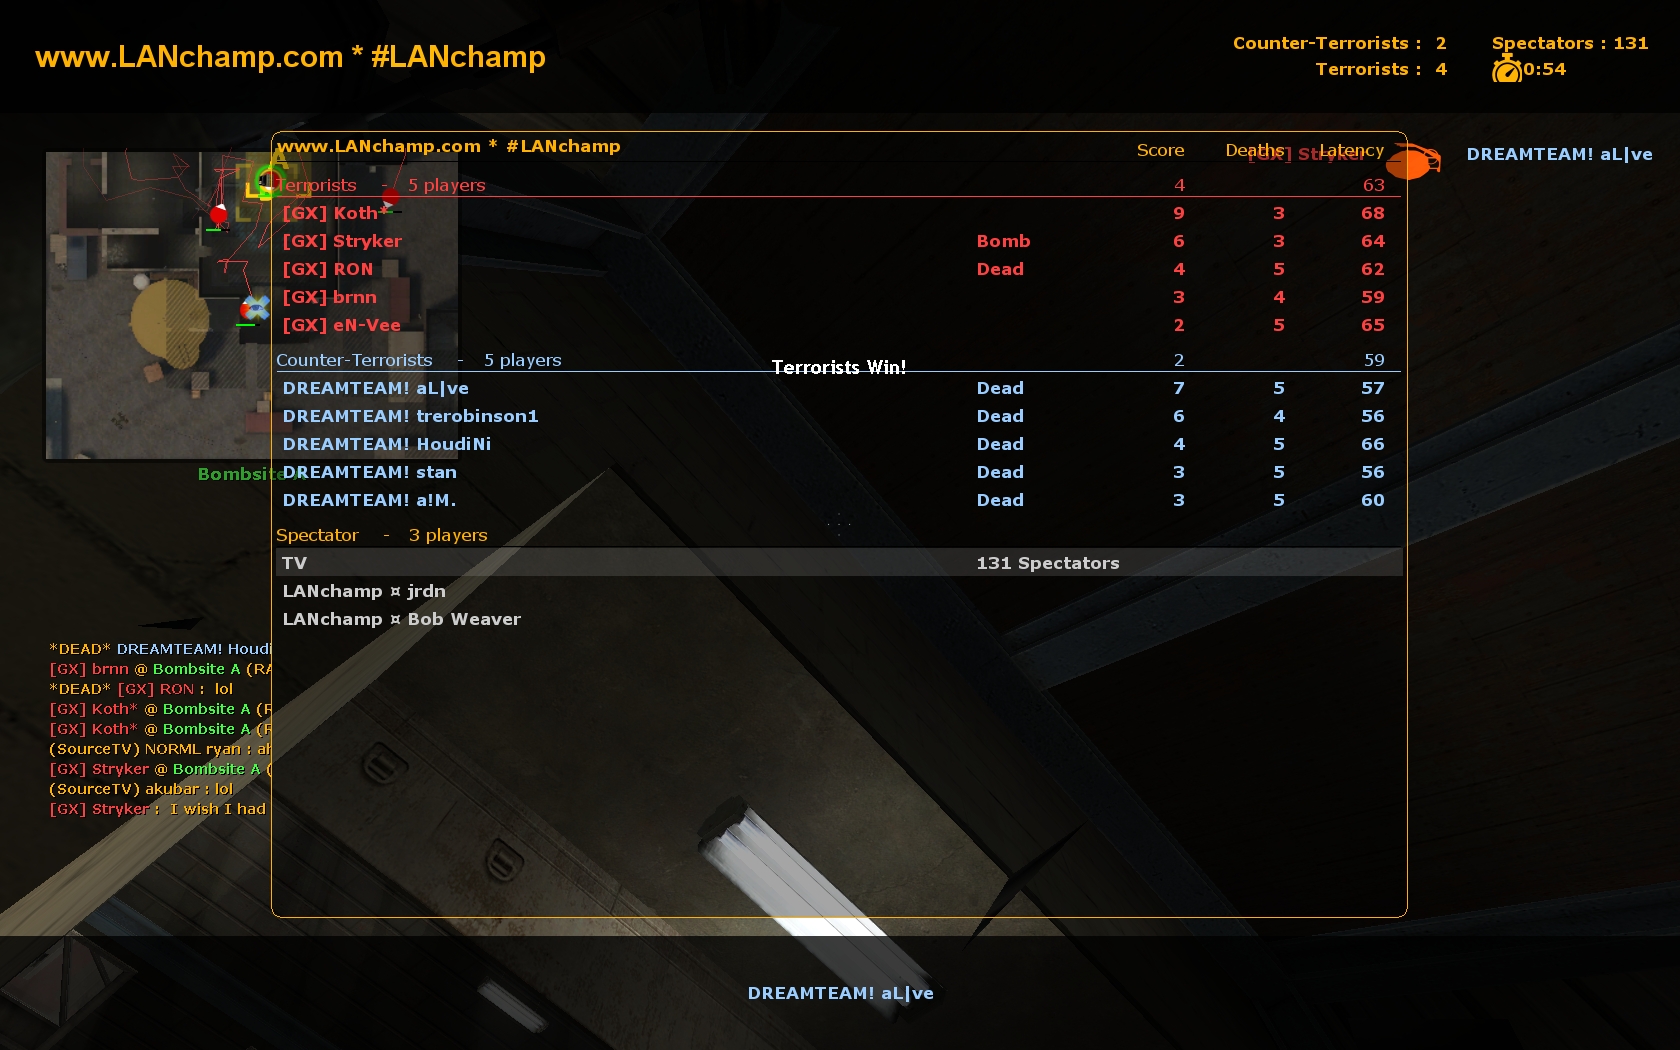 www.LANchamp.com * #LANchamp
Counter-Terrorists : 2 Spectators : 131
Terrorists : 4 0:54
www.LANchamp.com * #LANchamp Score Deaths Latency
[GX] Stryker DREAMTEAM! aL|ve
A
Terrorists - 5 players 4 63
[GX] Koth* 9 3 68
[GX] Stryker Bomb 6 3 64
[GX] RON Dead 4 5 62
[GX] brnn 3 4 59
[GX] eN-Vee 2 5 65
Counter-Terrorists - 5 players 2 59
Terrorists Win!
DREAMTEAM! aL|ve Dead 7 5 57
DREAMTEAM! trerobinson1 Dead 6 4 56
DREAMTEAM! HoudiNi Dead 4 5 66
DREAMTEAM! stan Dead 3 5 56
DREAMTEAM! a!M. Dead 3 5 60
Bombsite A
Spectator - 3 players
TV 131 Spectators
LANchamp ¤ jrdn
LANchamp ¤ Bob Weaver
*DEAD* DREAMTEAM! Houdi
[GX] brnn @ Bombsite A (RA
*DEAD* [GX] RON : lol
[GX] Koth* @ Bombsite A (R
[GX] Koth* @ Bombsite A (R
(SourceTV) NORML ryan : ah
[GX] Stryker @ Bombsite A (
(SourceTV) akubar : lol
[GX] Stryker : I wish I had
DREAMTEAM! aL|ve